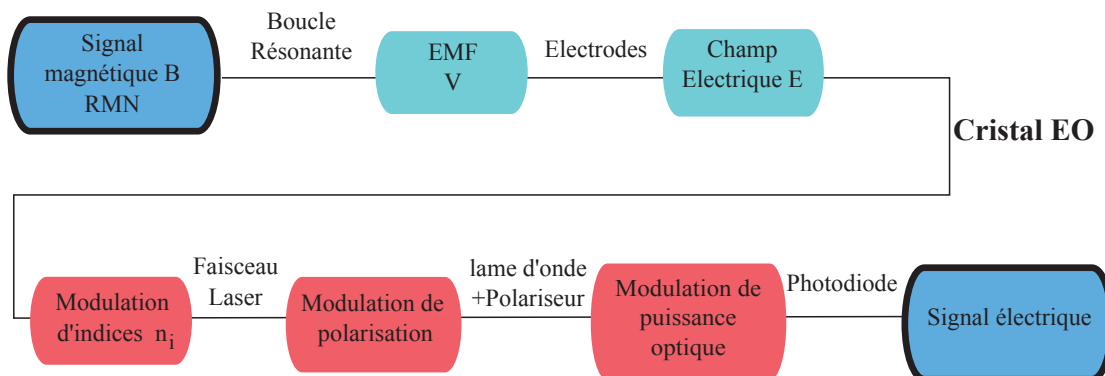 Signal
magnétique B
RMN
Boucle
Résonante
EMF
V
Electrodes
Champ
Electrique E
Cristal EO
Modulation
d'indices n_i
Faisceau
Laser
Modulation de
polarisation
lame d'onde
+Polariseur
Modulation de
puissance
optique
Photodiode
Signal électrique